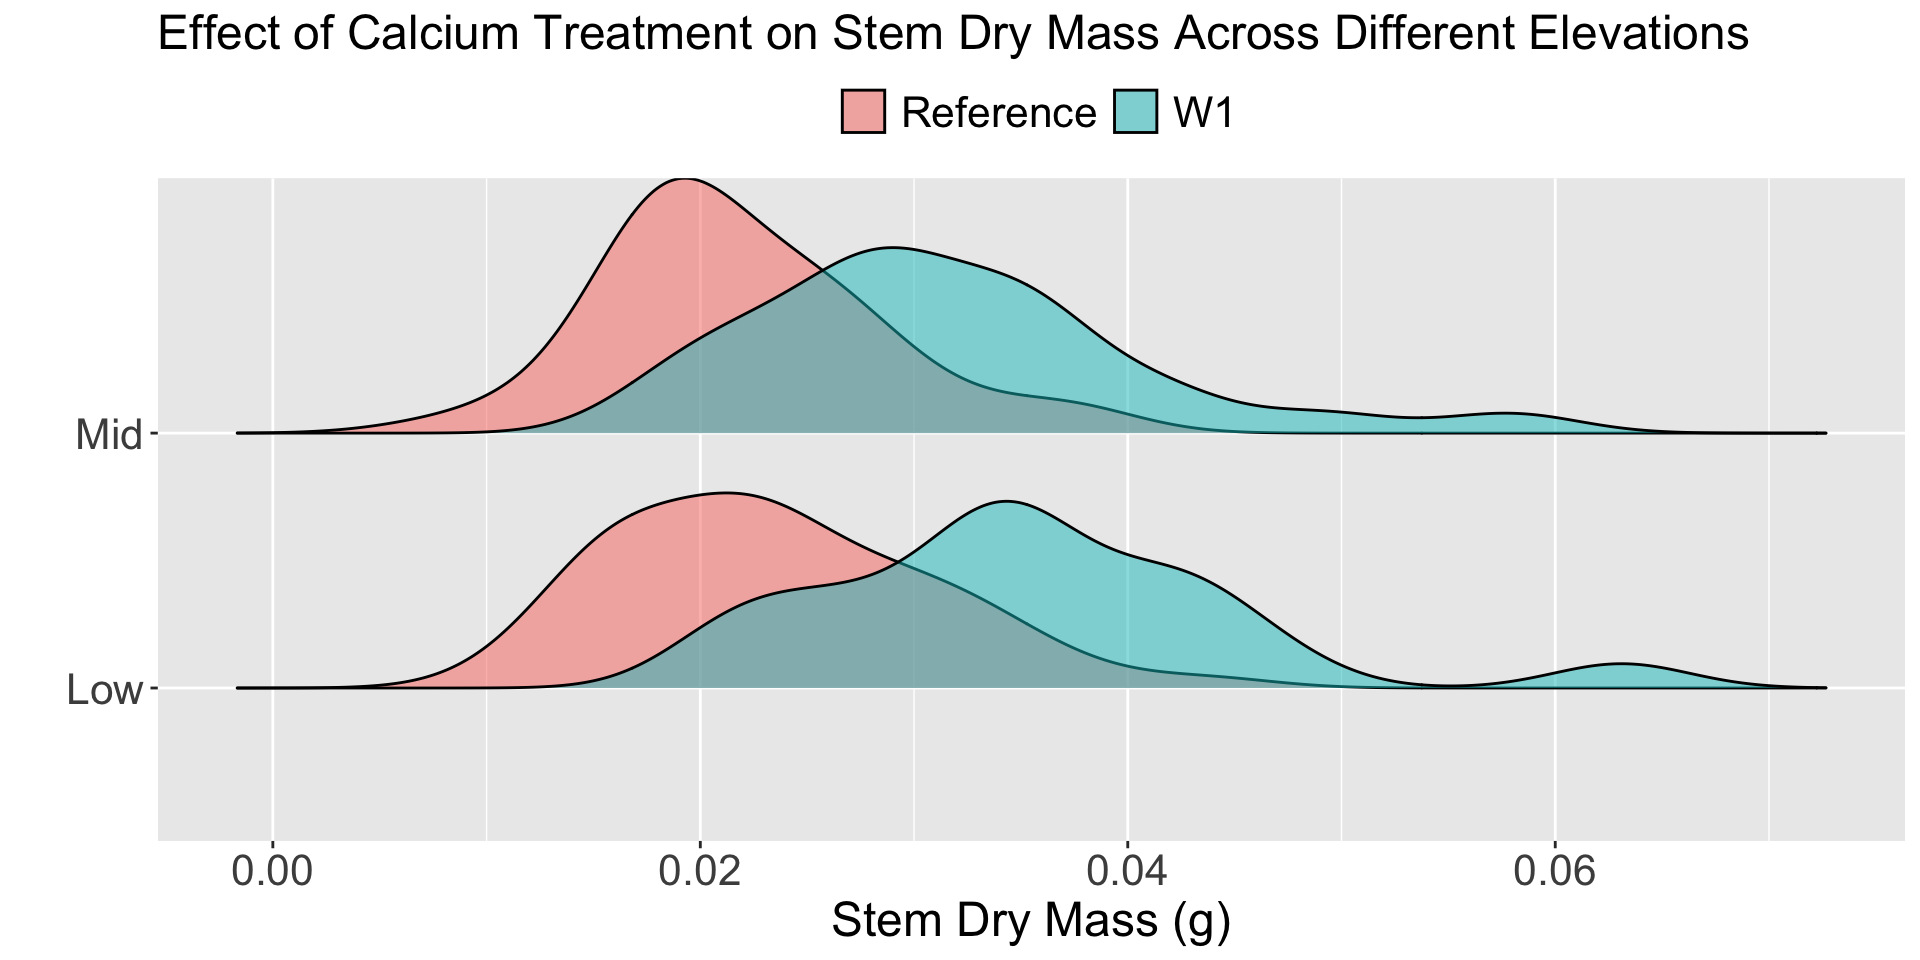 Effect of Calcium Treatment on Stem Dry Mass Across Different Elevations
Reference W1
Mid
Low
0.00 0.02 0.04 0.06
Stem Dry Mass (g)